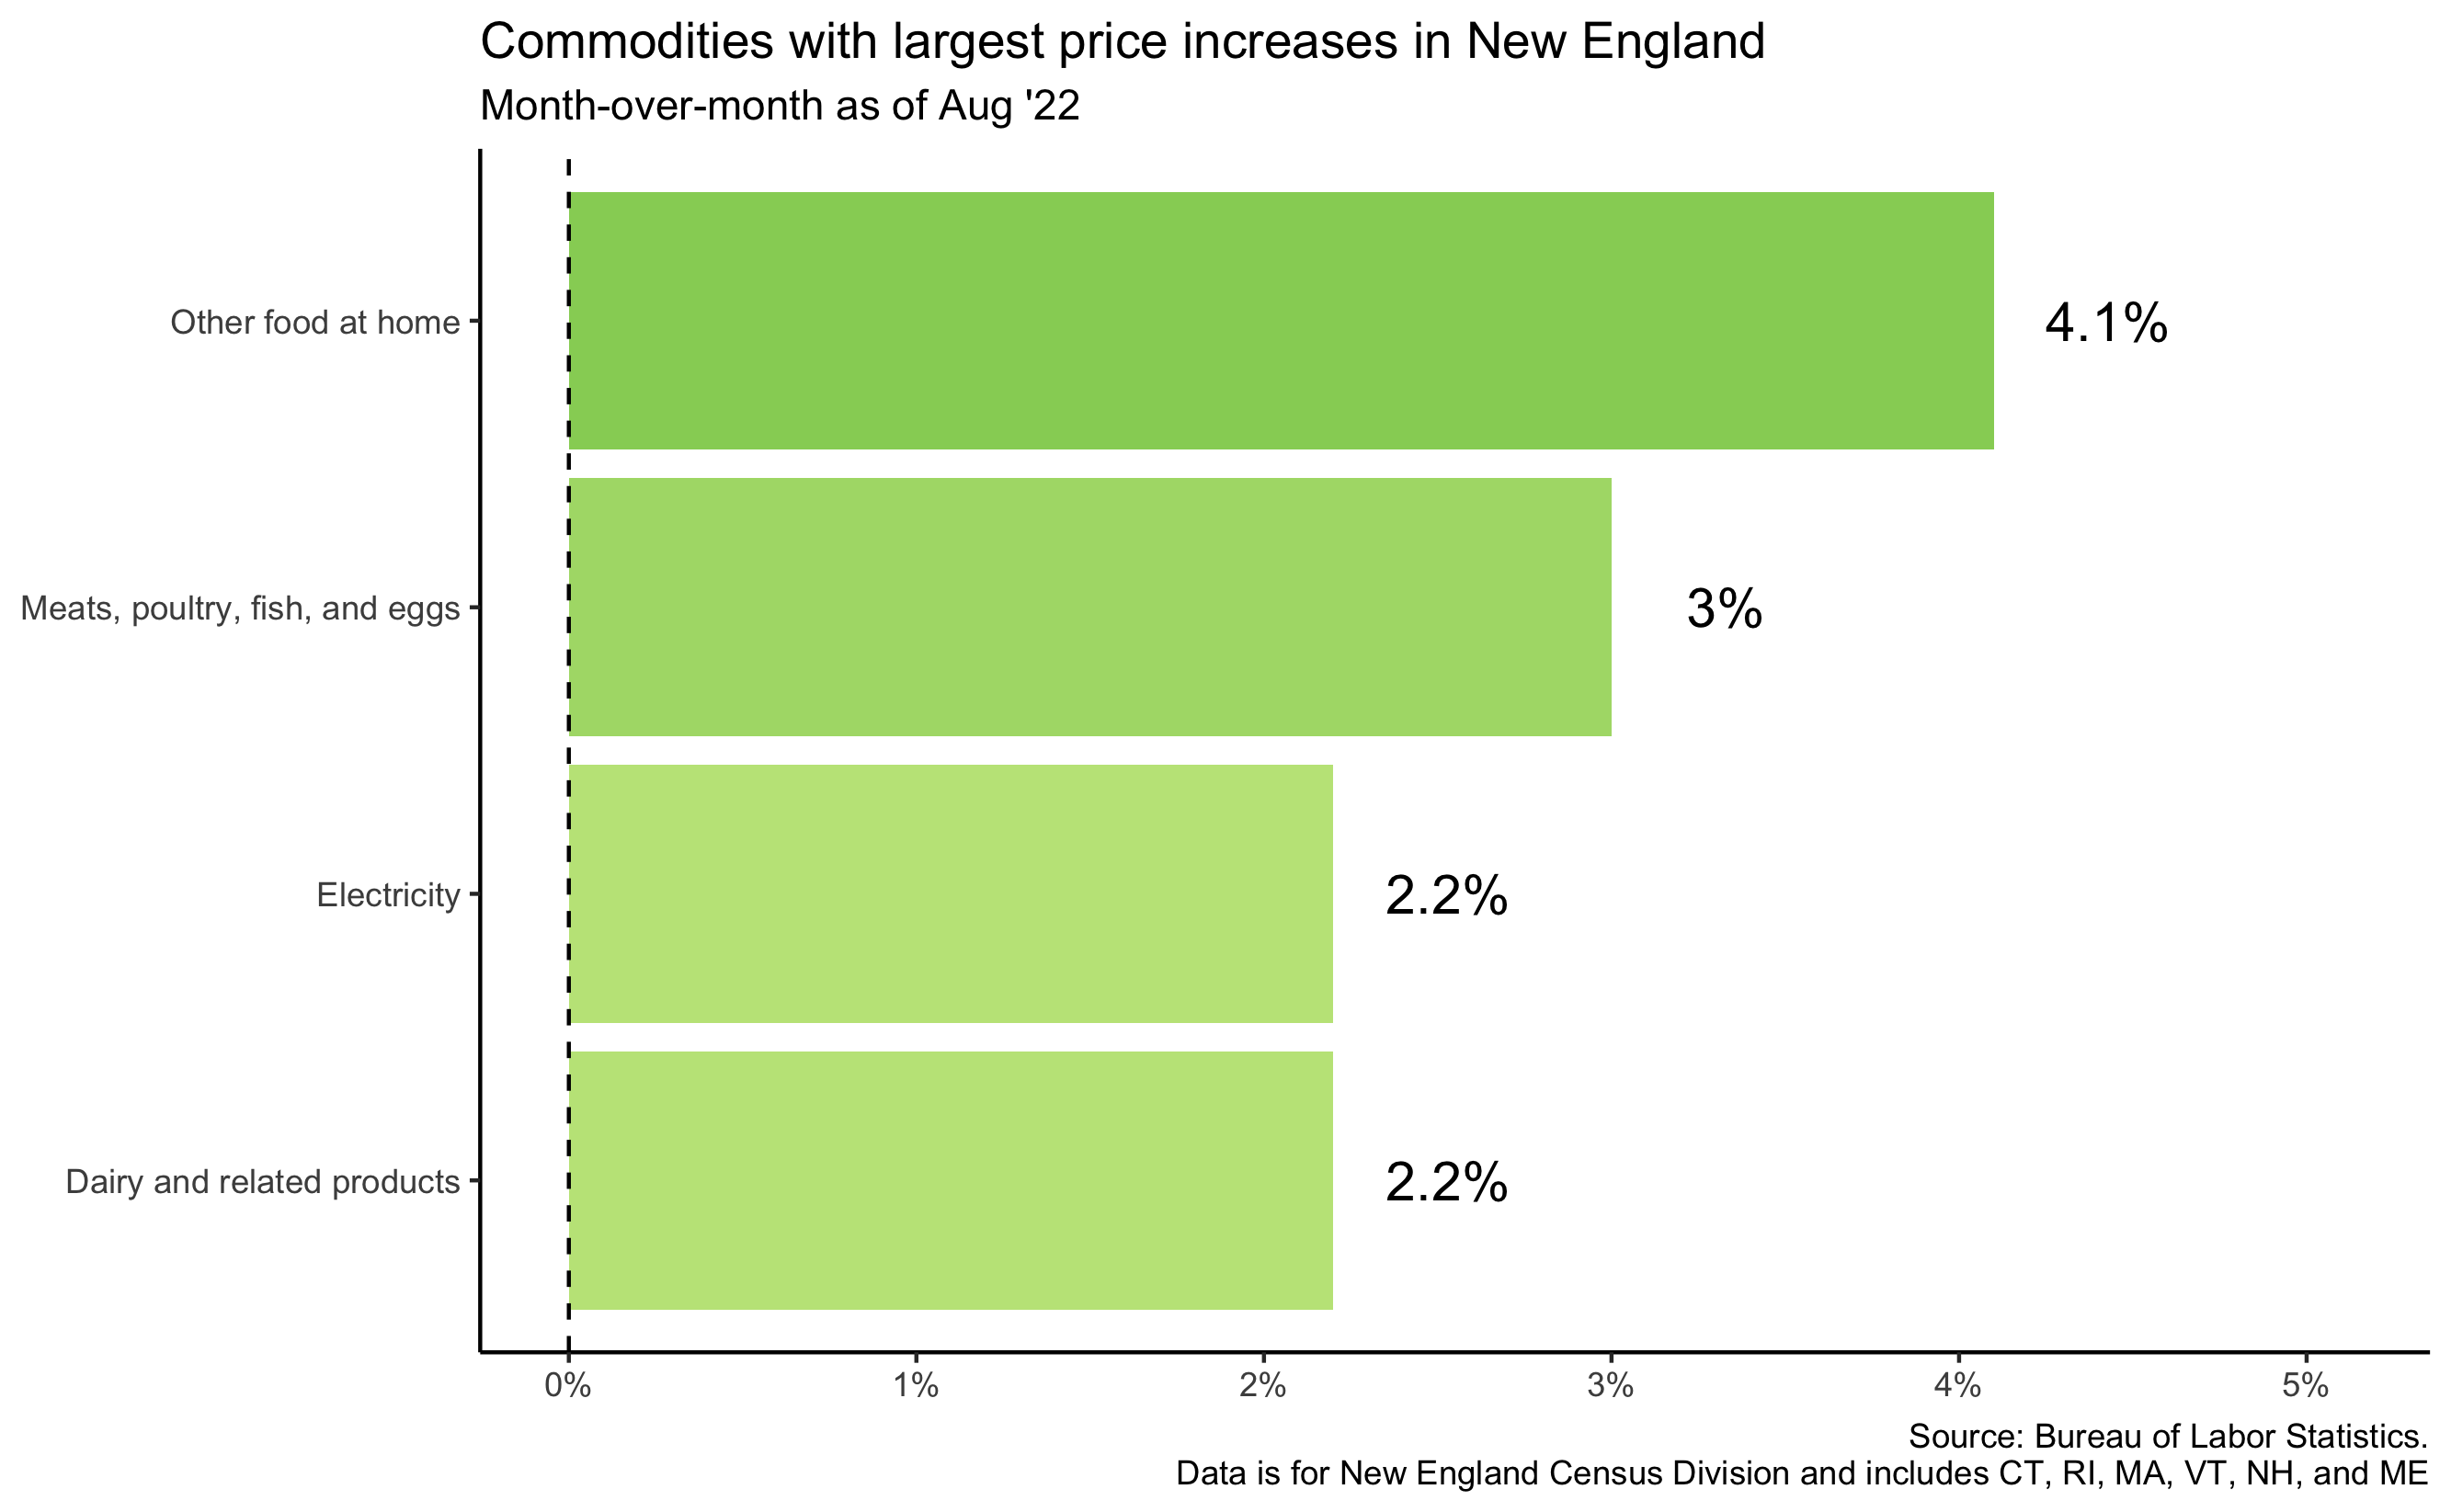 Commodities with largest price increases in New England
Month-over-month as of Aug '22
Other food at home
4.1%
Meats, poultry, fish, and eggs
3%
Electricity
2.2%
Dairy and related products
2.2%
0% 1% 2% 3% 4% 5%
Source: Bureau of Labor Statistics.
Data is for New England Census Division and includes CT, RI, MA, VT, NH, and ME